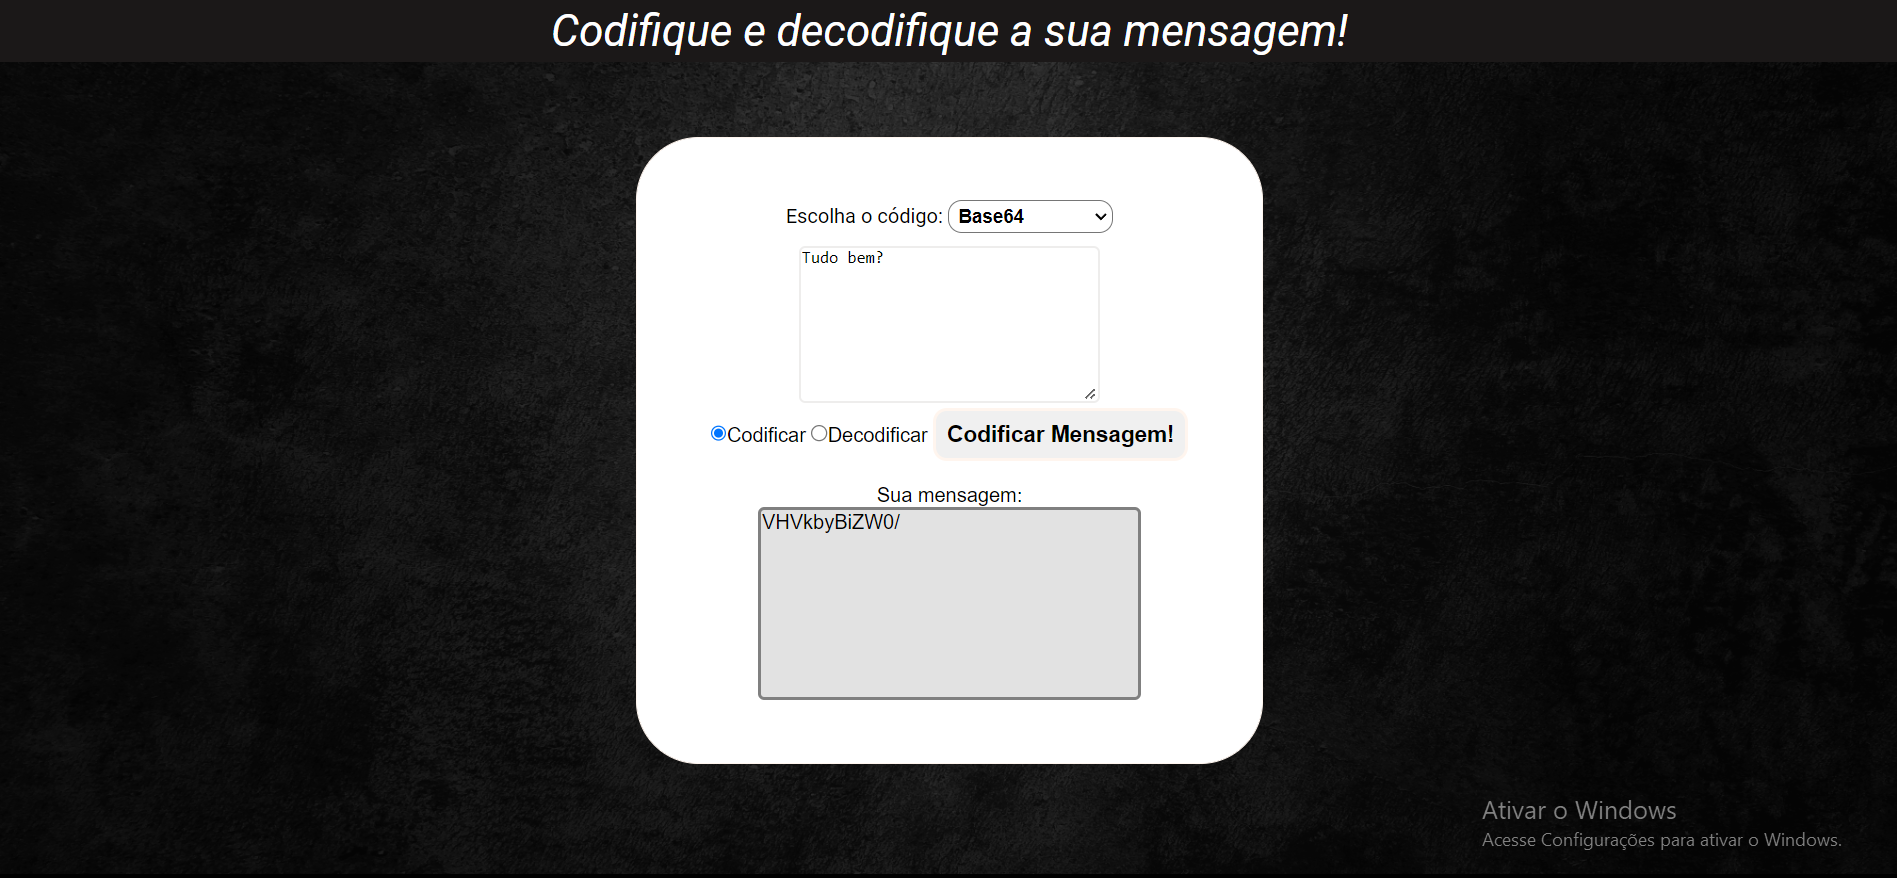 Codifique e decodifique a sua mensagem!
Escolha o código: Base64
Tudo bem?
Codificar Decodificar Codificar Mensagem!
Sua mensagem:
VHVkbyBiZW0/
Ativar o Windows
Acesse Configurações para ativar o Windows.